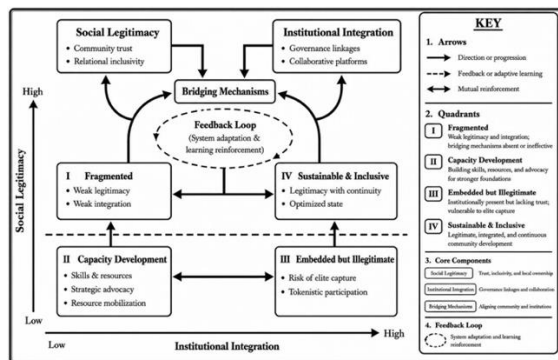 Social Legitimacy
• Community trust
• Relational inclusivity
Institutional Integration
• Governance linkages
• Collaborative platforms
Bridging Mechanisms
Feedback Loop
(System adaptation &
learning reinforcement)
I Fragmented
• Weak legitimacy
• Weak integration
IV Sustainable & Inclusive
• Legitimacy with continuity
• Optimized state
II Capacity Development
• Skills & resources
• Strategic advocacy
• Resource mobilization
III Embedded but Illegitimate
• Risk of elite capture
• Tokenistic participation
High
Social Legitimacy
Low
Low
Institutional Integration
High
KEY
1. Arrows
Direction or progression
Feedback or adaptive learning
Mutual reinforcement
2. Quadrants
I
Fragmented
Weak legitimacy and integration;
bridging mechanisms absent or ineffective
II
Capacity Development
Building skills, resources, and advocacy for
stronger foundations
III
Embedded but Illegitimate
Institutionally present but lacking trust;
vulnerable to elite capture
IV
Sustainable & Inclusive
Legitimate, integrated, and continuous
community development
3. Core Components
Social Legitimacy
Trust, inclusivity, and local ownership
Institutional Integration
Governance linkages and collaboration
Bridging Mechanisms
Aligning community and institutions
4. Feedback Loop
System adaptation and learning
reinforcement